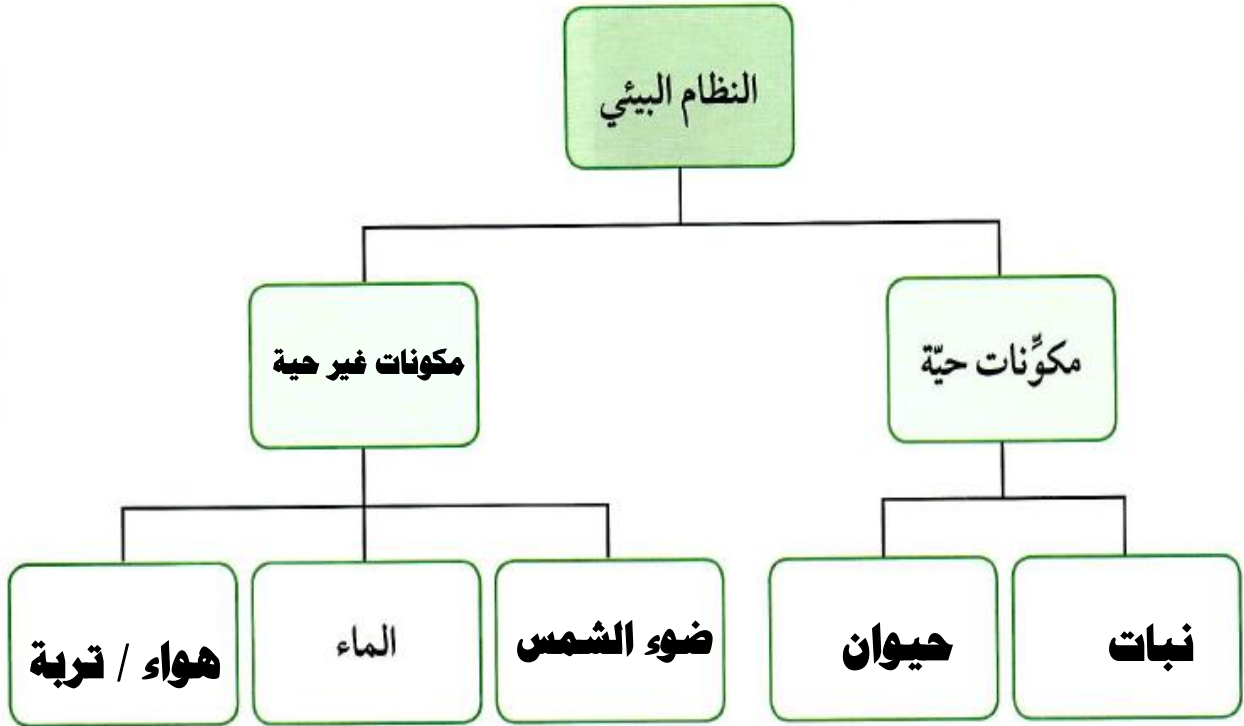 النظام البيئي
مكوِّنات حيّة
مكونات غير حية
نبات
حيوان
ضوء الشمس
الماء
هواء / تربة